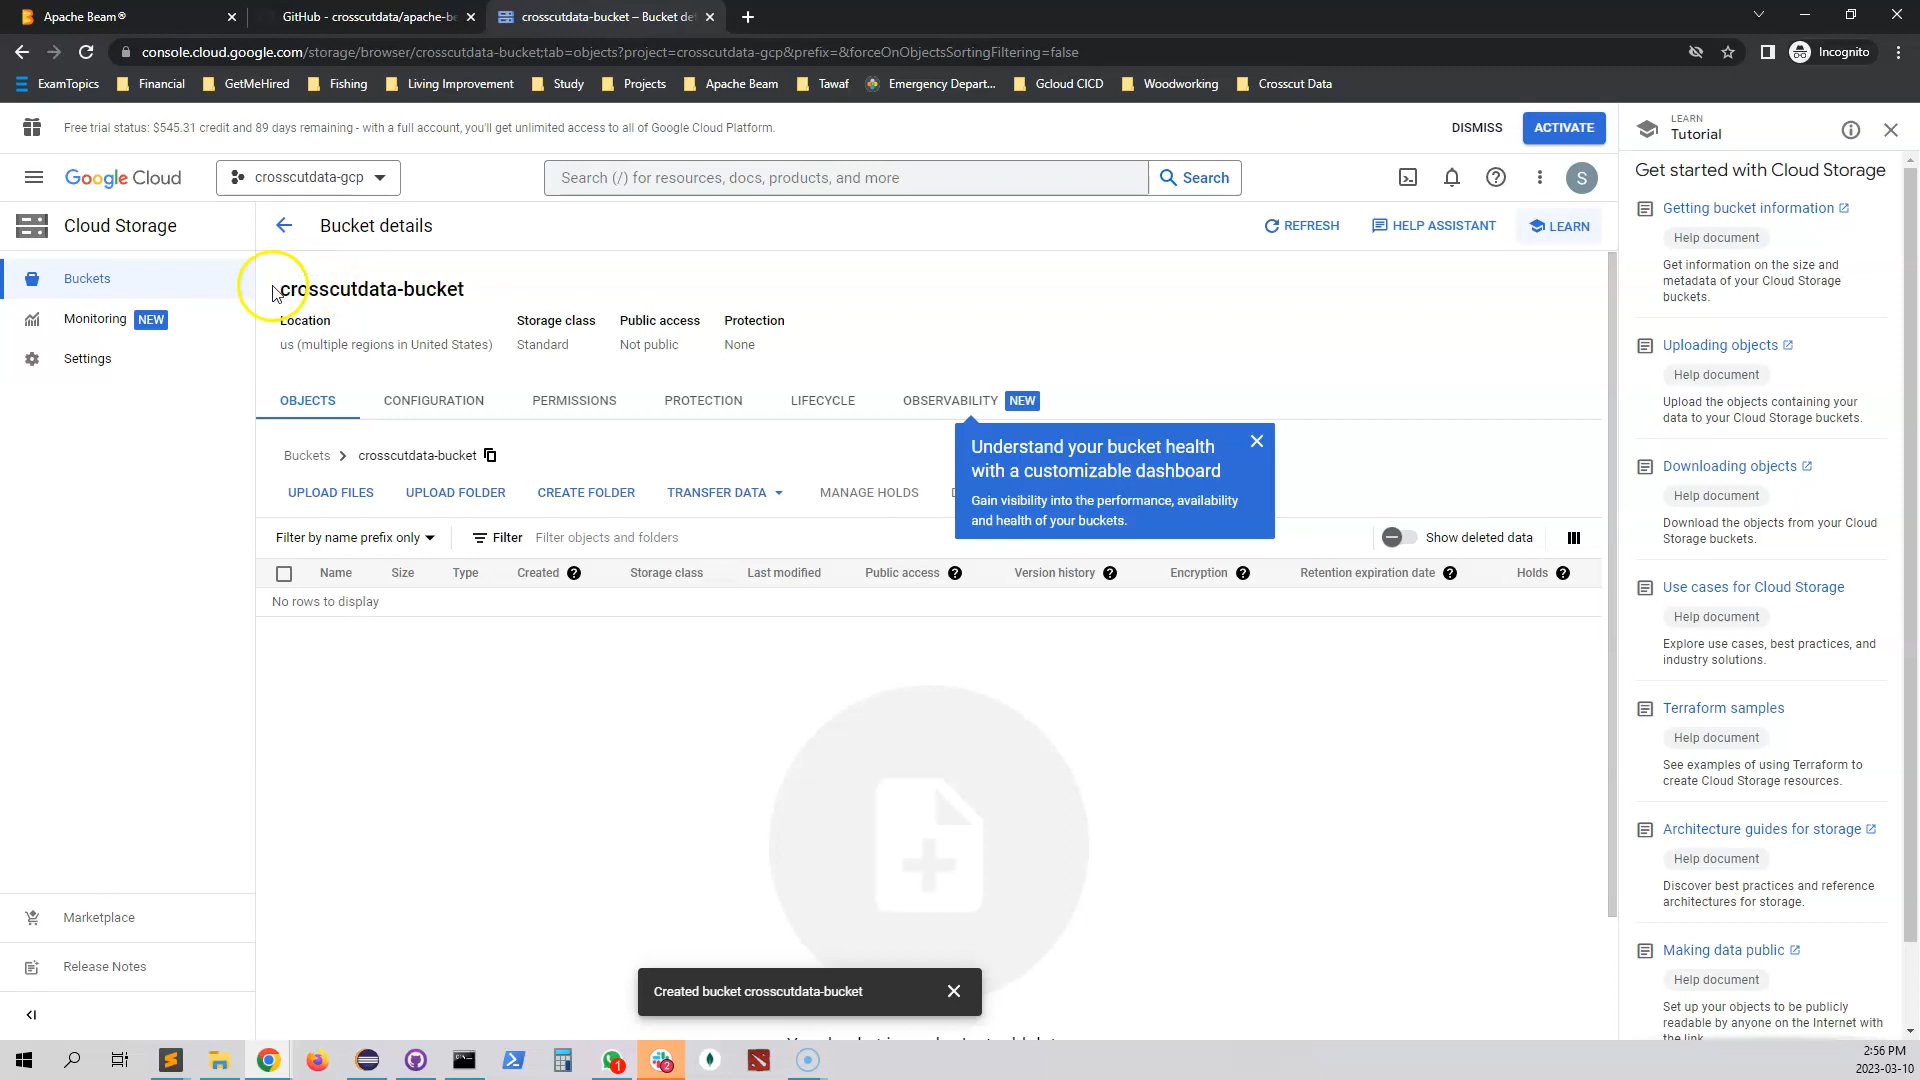 Apache Beam®
GitHub - crosscutdata/apache-be
crosscutdata-bucket – Bucket det
console.cloud.google.com/storage/browser/crosscutdata-bucket;tab=objects?project=crosscutdata-gcp&prefix=&forceOnObjectsSortingFiltering=false
Incognito
ExamTopics
Financial
GetMeHired
Fishing
Living Improvement
Study
Projects
Apache Beam
Tawaf
Emergency Depart...
Gcloud CICD
Woodworking
Crosscut Data
Free trial status: $545.31 credit and 89 days remaining - with a full account, you'll get unlimited access to all of Google Cloud Platform.
DISMISS
ACTIVATE
Google Cloud
crosscutdata-gcp
Search (/) for resources, docs, products, and more
Search
S
Cloud Storage
Buckets
Monitoring NEW
Settings
Marketplace
Release Notes
Bucket details
REFRESH
HELP ASSISTANT
LEARN
crosscutdata-bucket
Location
Storage class
Public access
Protection
us (multiple regions in United States)
Standard
Not public
None
OBJECTS
CONFIGURATION
PERMISSIONS
PROTECTION
LIFECYCLE
OBSERVABILITY NEW
Understand your bucket health
with a customizable dashboard
Gain visibility into the performance, availability
and health of your buckets.
Buckets
crosscutdata-bucket
UPLOAD FILES
UPLOAD FOLDER
CREATE FOLDER
TRANSFER DATA
MANAGE HOLDS
Filter by name prefix only
Filter
Filter objects and folders
Show deleted data
Name
Size
Type
Created
Storage class
Last modified
Public access
Version history
Encryption
Retention expiration date
Holds
No rows to display
Created bucket crosscutdata-bucket
LEARN
Tutorial
Get started with Cloud Storage
Getting bucket information
Help document
Get information on the size and
metadata of your Cloud Storage
buckets.
Uploading objects
Help document
Upload the objects containing your
data to your Cloud Storage buckets.
Downloading objects
Help document
Download the objects from your Cloud
Storage buckets.
Use cases for Cloud Storage
Help document
Explore use cases, best practices, and
industry solutions.
Terraform samples
Help document
See examples of using Terraform to
create Cloud Storage resources.
Architecture guides for storage
Help document
Discover best practices and reference
architectures for storage.
Making data public
Help document
Set up your objects to be publicly
readable by anyone on the Internet with
the link
1
2
2:56 PM
2023-03-10